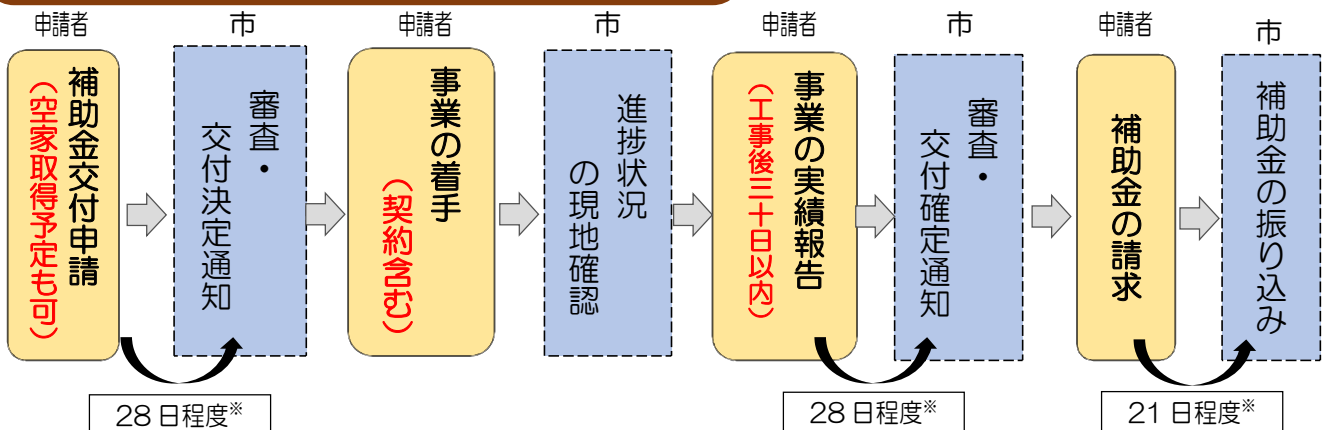 申請者
補助金交付申請
（空家取得予定も可）
市
審査・
交付決定通知
申請者
事業の着手
（契約含む）
市
進捗状況
の現地確認
申請者
事業の実績報告
（工事後三十日以内）
市
審査・
交付確定通知
申請者
補助金の請求
市
補助金の振り込み
28日程度※
28日程度※
21日程度※